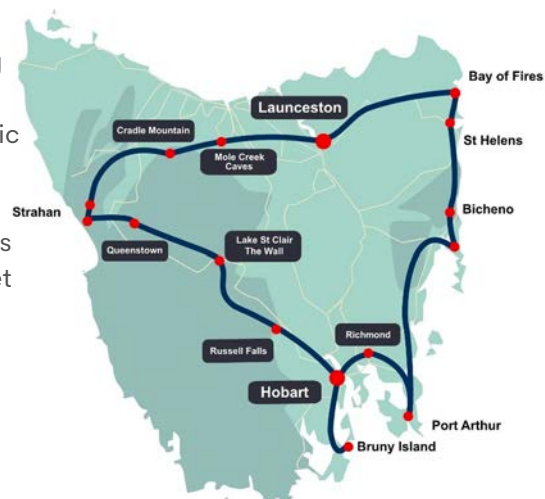 Bay of Fires
Launceston
Cradle Mountain
St Helens
Mole Creek
Caves
Strahan
Bicheno
Queenstown
Lake St Clair
The Wall
Russell Falls
Richmond
Hobart
Port Arthur
Bruny Island